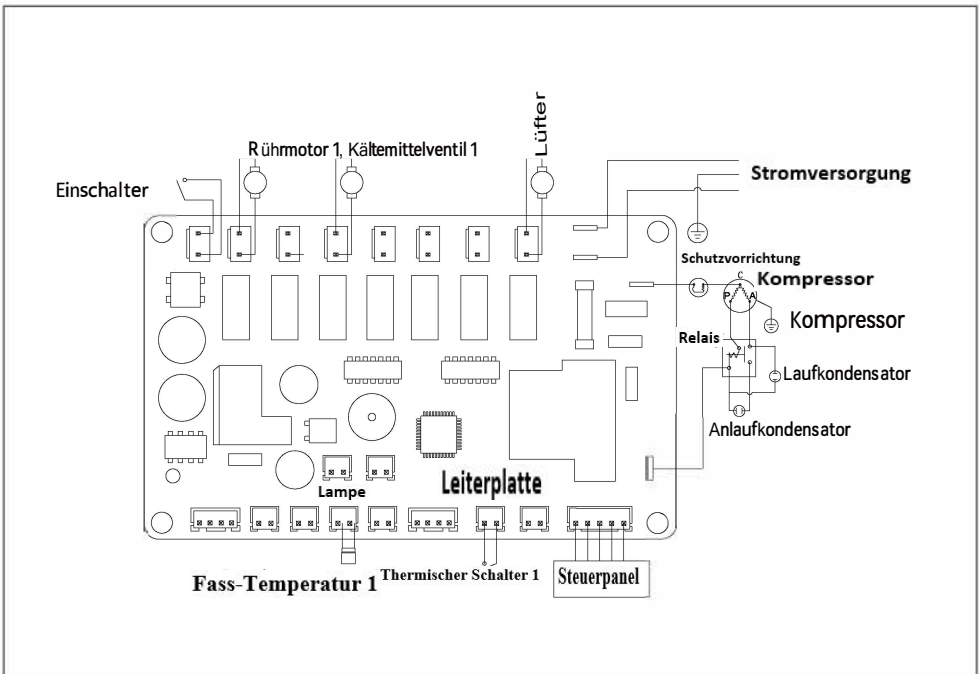 Lüfter
Rührmotor 1, Kältemittelventil 1
Stromversorgung
Einschalter
Schutzvorrichtung
C
Kompressor
P A
Kompressor
Relais
Laufkondensator
Anlaufkondensator
Leiterplatte
Lampe
Fass-Temperatur 1
Thermischer Schalter 1
Steuerpanel